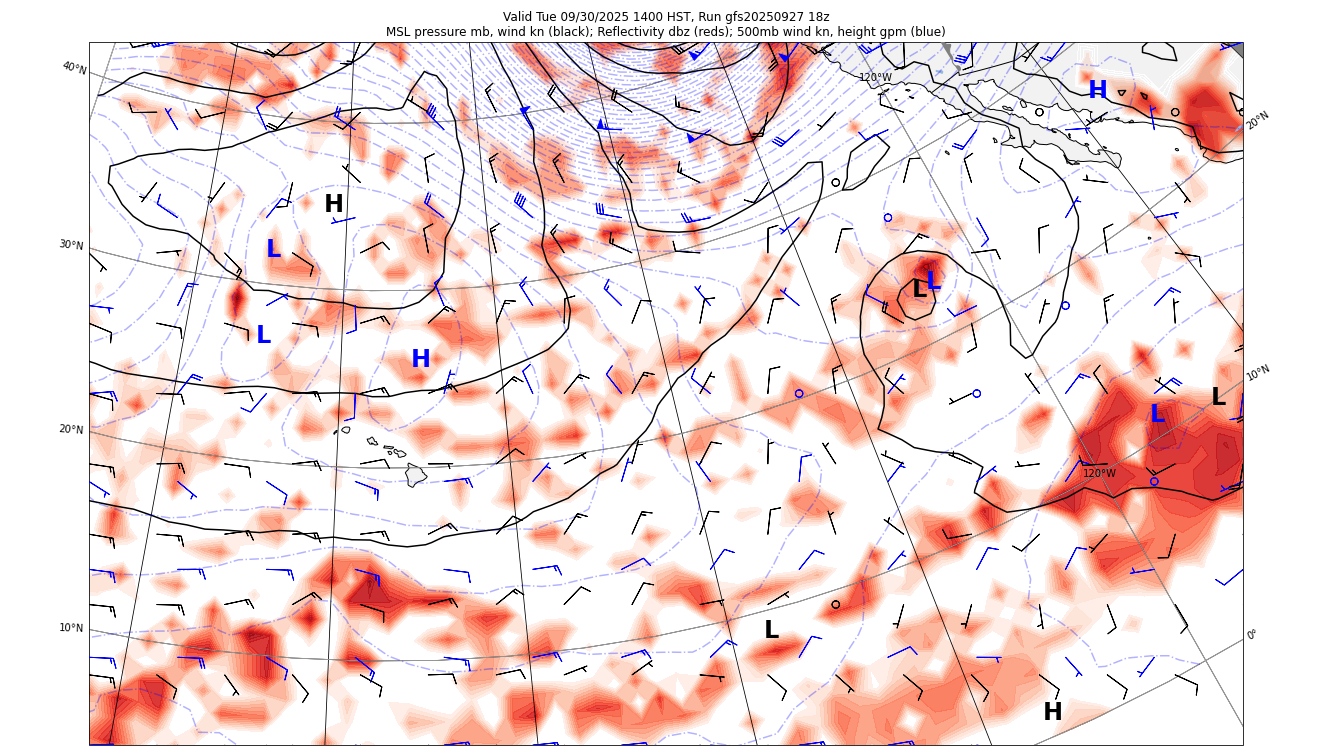 Valid Tue 09/30/2025 1400 HST, Run gfs20250927 18z
MSL pressure mb, wind kn (black); Reflectivity dbz (reds); 500mb wind kn, height gpm (blue)
40°N
120°W
H
20°N
H
30°N
L
L
L
L
H
10°N
L
L
20°N
120°W
10°N
L
0°
H